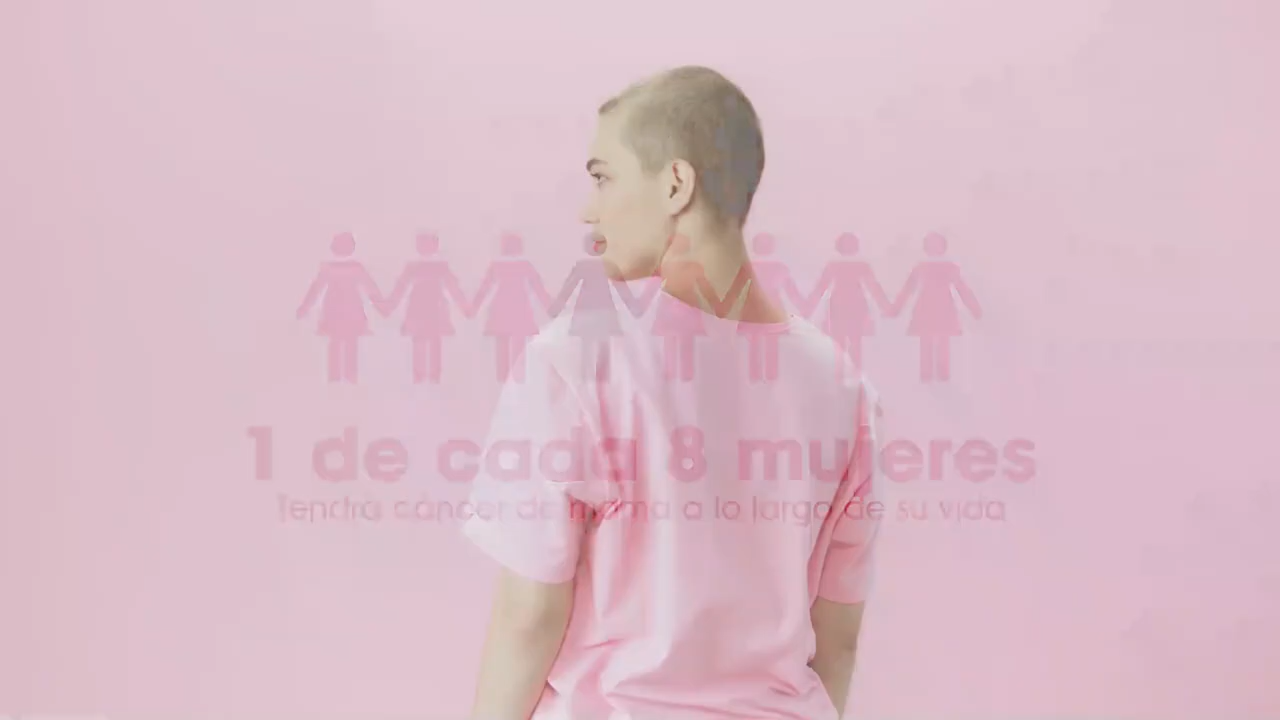 1 de cada 8 mujeres
Tendrá cáncer de mama a lo largo de su vida